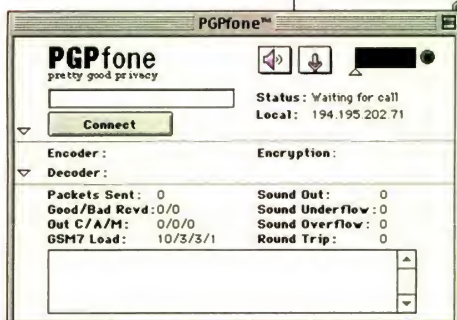 PGPfone™
PGPfone
pretty good privacy
Status: Waiting for call
Local: 194.195.202.71
Connect
Encoder:
Encryption:
Decoder:
Packets Sent: 0
Sound Out: 0
Good/Bad Rcvd: 0/0
Sound Underflow: 0
Out C/A/M: 0/0/0
Sound Overflow: 0
GSM7 Load: 10/3/3/1
Round Trip: 0